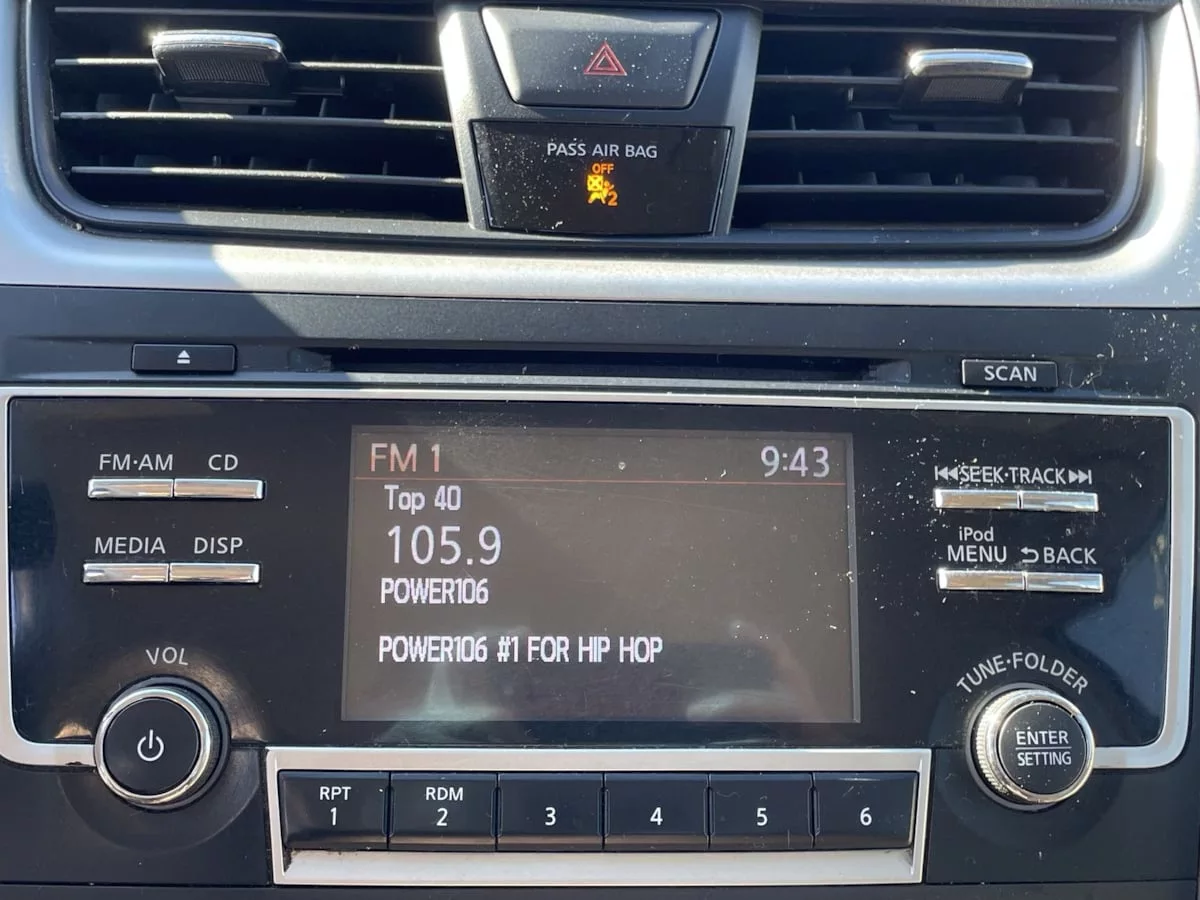 PASS AIR BAG
OFF
2
SCAN
FM·AM CD
MEDIA DISP
VOL
FM 1 9:43
Top 40
105.9
POWER106
POWER106 #1 FOR HIP HOP
SEEK·TRACK
iPod
MENU BACK
TUNE·FOLDER
ENTER
SETTING
RPT RDM
1 2 3 4 5 6